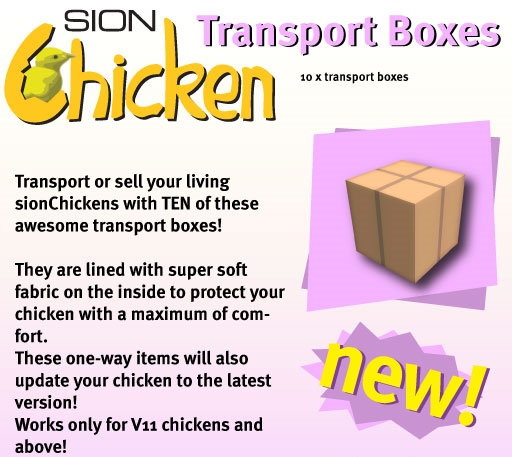 SION
Chicken
Transport Boxes
10 x transport boxes
Transport or sell your living
sionChickens with TEN of these
awesome transport boxes!
They are lined with super soft
fabric on the inside to protect your
chicken with a maximum of com-
fort.
These one-way items will also
update your chicken to the latest
version!
Works only for V11 chickens and
above!
new!